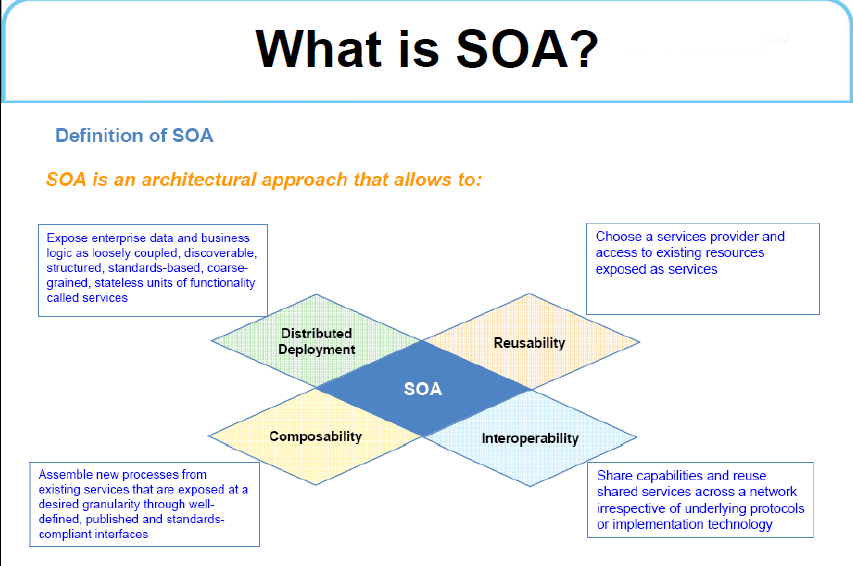 What is SOA?
Definition of SOA
SOA is an architectural approach that allows to:
Expose enterprise data and business
logic as loosely coupled, discoverable,
structured, standards-based, coarse-
grained, stateless units of functionality
called services
Choose a services provider and
access to existing resources
exposed as services
Distributed
Deployment
Reusability
SOA
Composability
Interoperability
Assemble new processes from
existing services that are exposed at a
desired granularity through well-
defined, published and standards-
compliant interfaces
Share capabilities and reuse
shared services across a network
irrespective of underlying protocols
or implementation technology